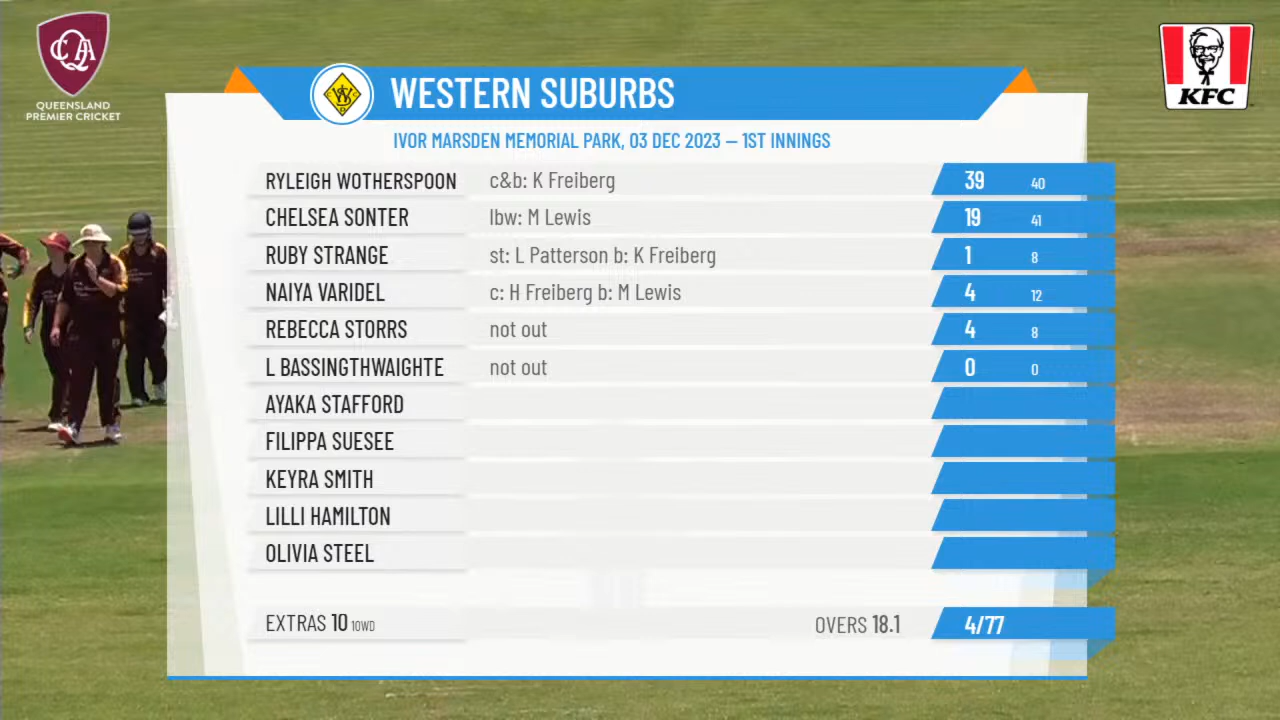 QUEENSLAND
PREMIER CRICKET
KFC
WESTERN SUBURBS
IVOR MARSDEN MEMORIAL PARK, 03 DEC 2023 – 1ST INNINGS
RYLEIGH WOTHERSPOON c&b: K Freiberg 39 40
CHELSEA SONTER lbw: M Lewis 19 41
RUBY STRANGE st: L Patterson b: K Freiberg 1 8
NAIYA VARIDEL c: H Freiberg b: M Lewis 4 12
REBECCA STORRS not out 4 8
L BASSINGTHWAIGHTE not out 0 0
AYAKA STAFFORD
FILIPPA SUESEE
KEYRA SMITH
LILLI HAMILTON
OLIVIA STEEL
EXTRAS 10 10WD OVERS 18.1 4/77